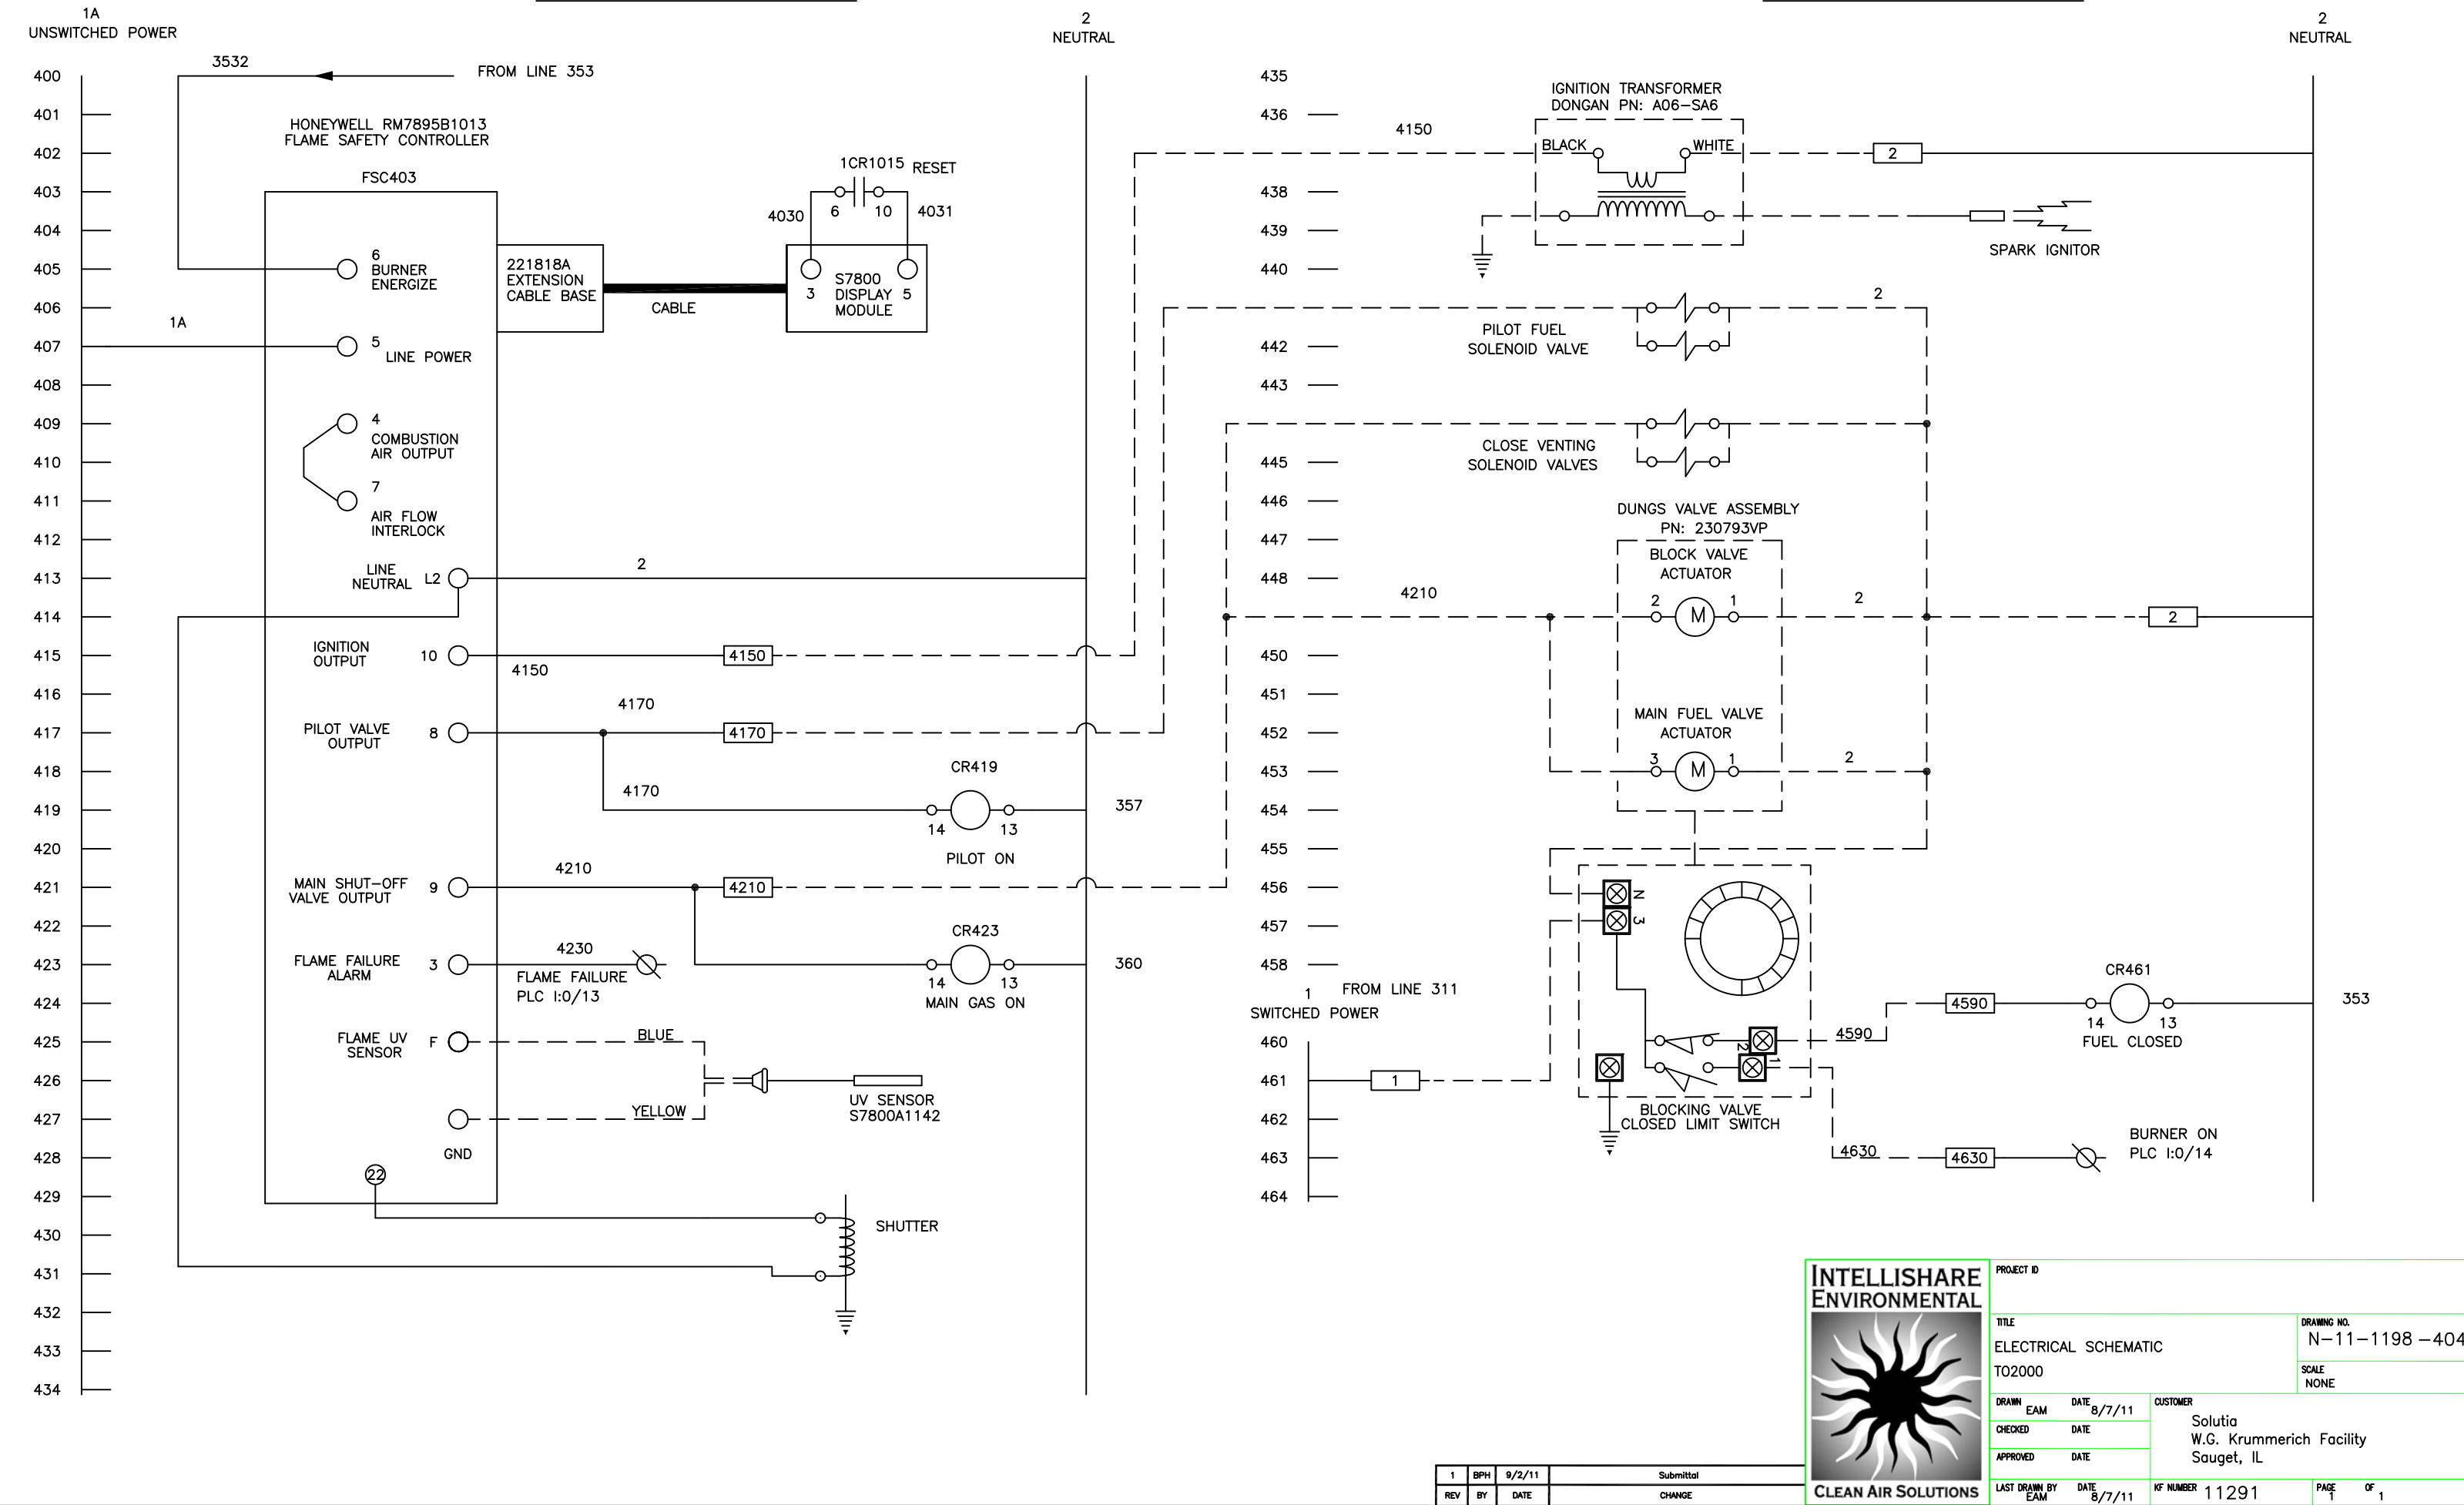 1A
UNSWITCHED POWER
2
NEUTRAL
2
NEUTRAL
400
401
402
403
404
405
406
407
408
409
410
411
412
413
414
415
416
417
418
419
420
421
422
423
424
425
426
427
428
429
430
431
432
433
434
3532
FROM LINE 353
HONEYWELL RM7895B1013
FLAME SAFETY CONTROLLER
FSC403
6
BURNER
ENERGIZE
1A
5
LINE POWER
4
COMBUSTION
AIR OUTPUT
7
AIR FLOW
INTERLOCK
LINE
NEUTRAL L2
2
IGNITION
OUTPUT
10
4150
4150
PILOT VALVE
OUTPUT
8
4170
4170
4170
CR419
14
13
PILOT ON
357
MAIN SHUT-OFF
VALVE OUTPUT
9
4210
4210
CR423
14
13
MAIN GAS ON
360
FLAME FAILURE
ALARM
3
4230
FLAME FAILURE
PLC I:0/13
FLAME UV
SENSOR
F
BLUE
YELLOW
UV SENSOR
S7800A1142
GND
22
SHUTTER
221818A
EXTENSION
CABLE BASE
CABLE
1CR1015
RESET
4030
6
10
4031
3
S7800
DISPLAY
MODULE
5
435
436
438
439
440
442
443
445
446
447
448
450
451
452
453
454
455
456
457
458
460
461
462
463
464
IGNITION TRANSFORMER
DONGAN PN: A06-SA6
4150
BLACK
WHITE
2
SPARK IGNITOR
PILOT FUEL
SOLENOID VALVE
2
CLOSE VENTING
SOLENOID VALVES
DUNGS VALVE ASSEMBLY
PN: 230793VP
BLOCK VALVE
ACTUATOR
4210
2
M
1
2
2
MAIN FUEL VALVE
ACTUATOR
3
M
1
2
N
3
1
FROM LINE 311
SWITCHED POWER
1
2
1
4590
4590
CR461
14
13
FUEL CLOSED
353
BLOCKING VALVE
CLOSED LIMIT SWITCH
4630
4630
BURNER ON
PLC I:0/14
INTELLISHARE
ENVIRONMENTAL
CLEAN AIR SOLUTIONS
PROJECT ID
TITLE
ELECTRICAL SCHEMATIC
TO2000
DRAWING NO.
N-11-1198-404
SCALE
NONE
DRAWN
EAM
DATE
8/7/11
CHECKED
DATE
APPROVED
DATE
LAST DRAWN BY
EAM
DATE
8/7/11
CUSTOMER
Solutia
W.G. Krummerich Facility
Sauget, IL
KF NUMBER 11291
PAGE
1
OF
1
1 BPH 9/2/11 Submittal
REV BY DATE CHANGE